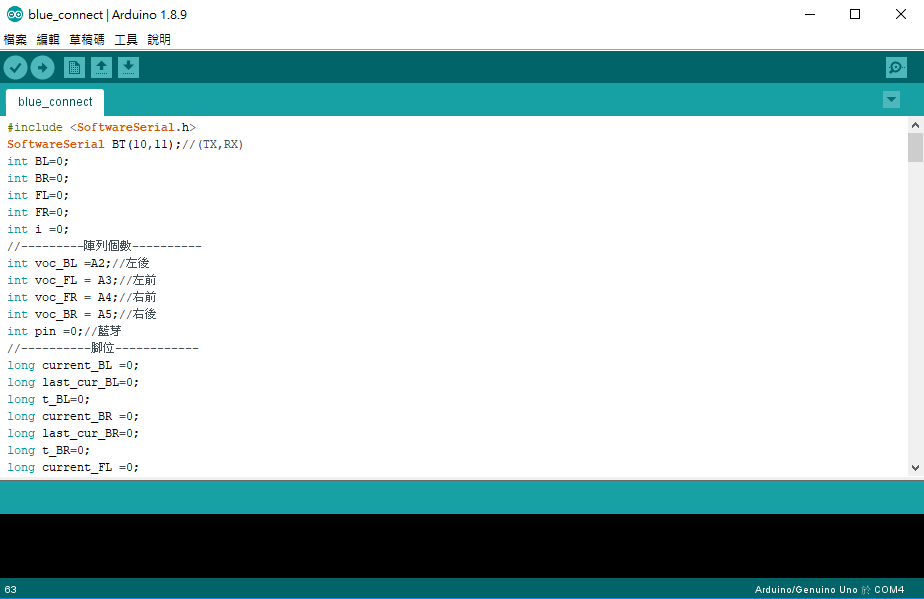 blue_connect | Arduino 1.8.9
檔案 編輯 草稿碼 工具 說明
blue_connect
#include <SoftwareSerial.h>
SoftwareSerial BT(10,11);//(TX,RX)
int BL=0;
int BR=0;
int FL=0;
int FR=0;
int i =0;
//---------陣列個數----------
int voc_BL =A2;//左後
int voc_FL = A3;//左前
int voc_FR = A4;//右前
int voc_BR = A5;//右後
int pin =0;//藍芽
//----------腳位------------
long current_BL =0;
long last_cur_BL=0;
long t_BL=0;
long current_BR =0;
long last_cur_BR=0;
long t_BR=0;
long current_FL =0;
63
Arduino/Genuino Uno 於 COM4